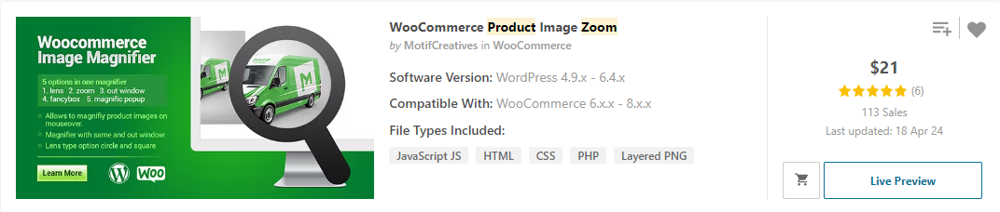 Woocommerce
Image Magnifier
5 options in one magnifier
1. lens 2. zoom 3. out window
4. fancybox 5. magnific popup
Allows to magnifiy product images on
mouseover.
Magnifier with same and out window.
Lens type option circle and square.
Learn More
Woo
M
WooCommerce Product Image Zoom
by MotifCreatives in WooCommerce
Software Version: WordPress 4.9.x - 6.4.x
Compatible With: WooCommerce 6.x.x - 8.x.x
File Types Included:
JavaScript JS HTML CSS PHP Layered PNG
$21
(6)
113 Sales
Last updated: 18 Apr 24
Live Preview